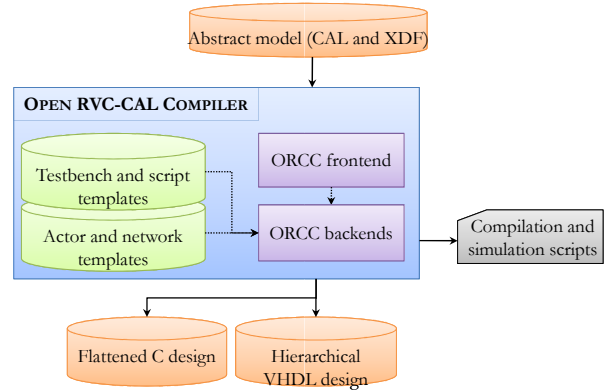 Abstract model (CAL and XDF)
OPEN RVC-CAL COMPILER
Testbench and script
templates
ORCC frontend
Actor and network
templates
ORCC backends
Compilation and
simulation scripts
Flattened C design
Hierarchical
VHDL design